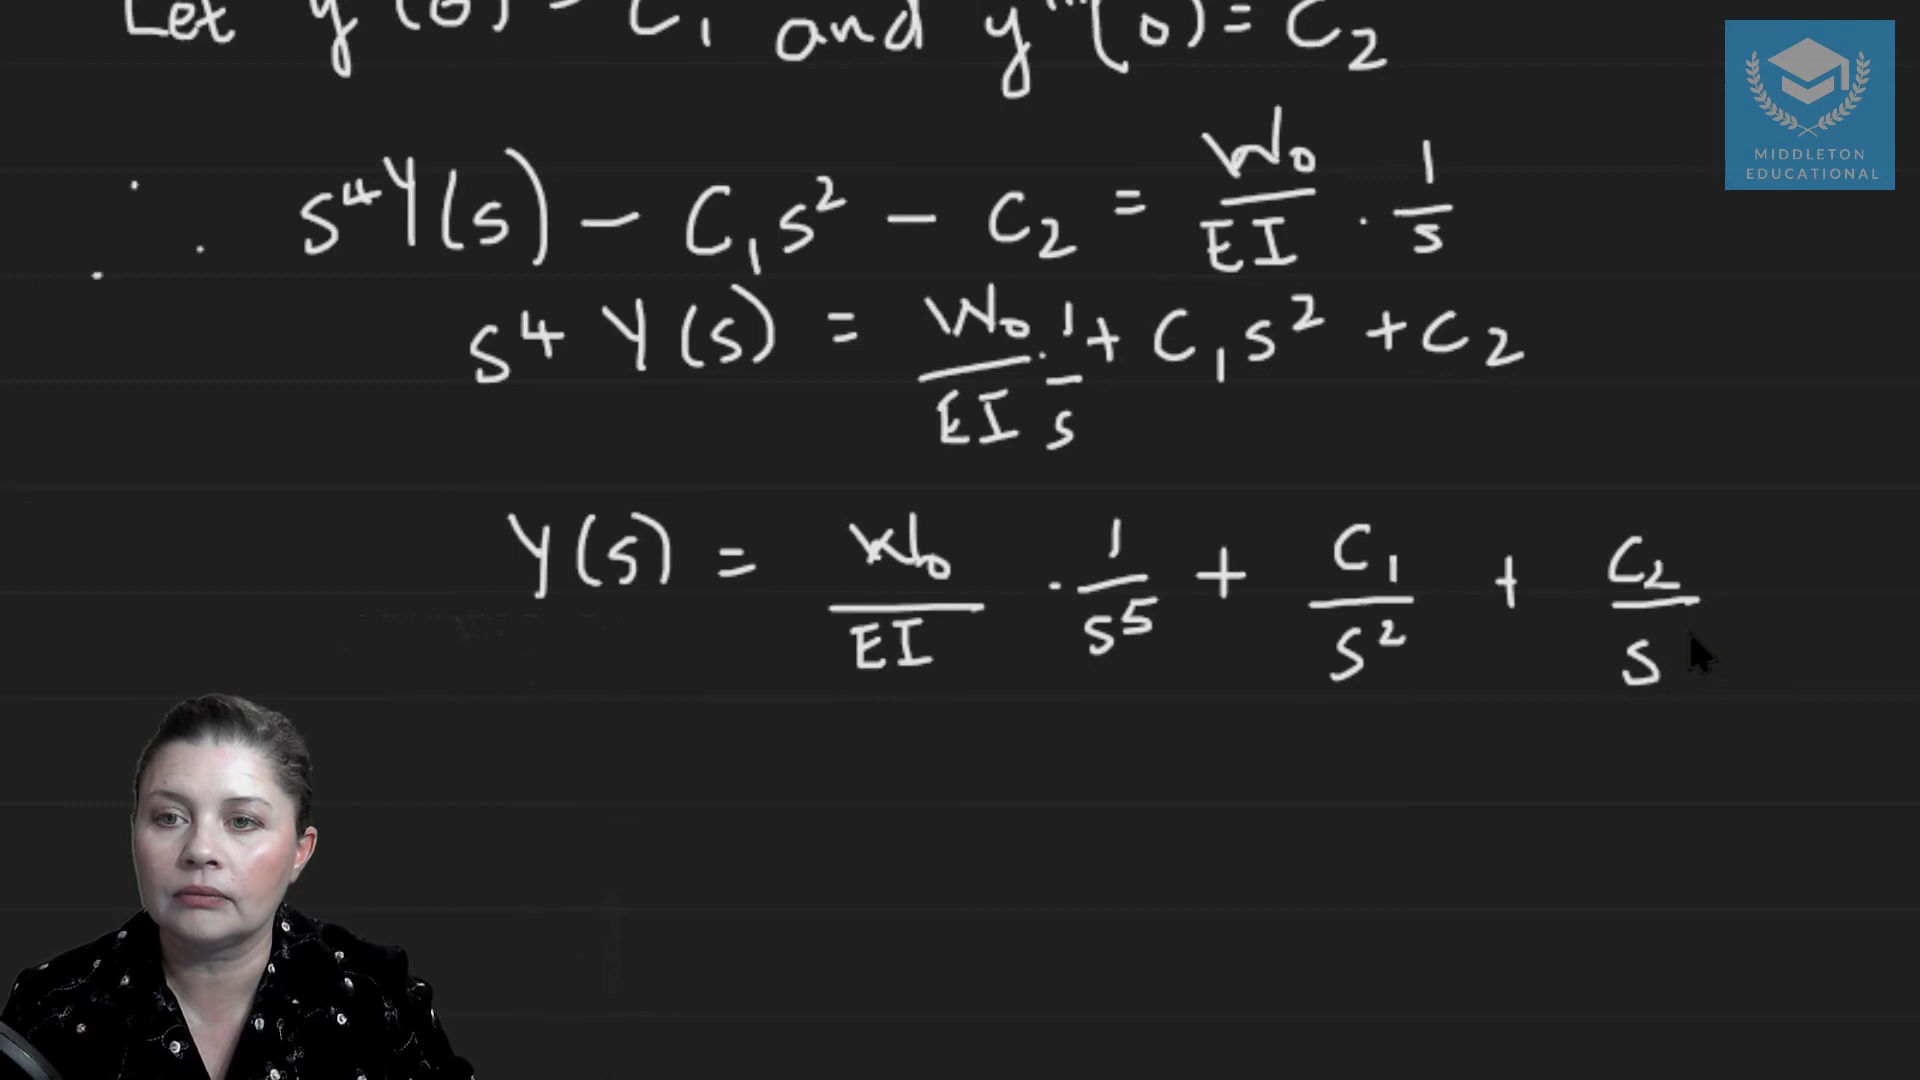 Let y'(0) = C₁ and y'''(0) = C₂
MIDDLETON
EDUCATIONAL
∴ s⁴Y(s) − C₁s² − C₂ = W₀/EI · 1/s
s⁴Y(s) = W₀/EI · 1/s + C₁s² + C₂
Y(s) = W₀/EI · 1/s⁵ + C₁/s² + C₂/s